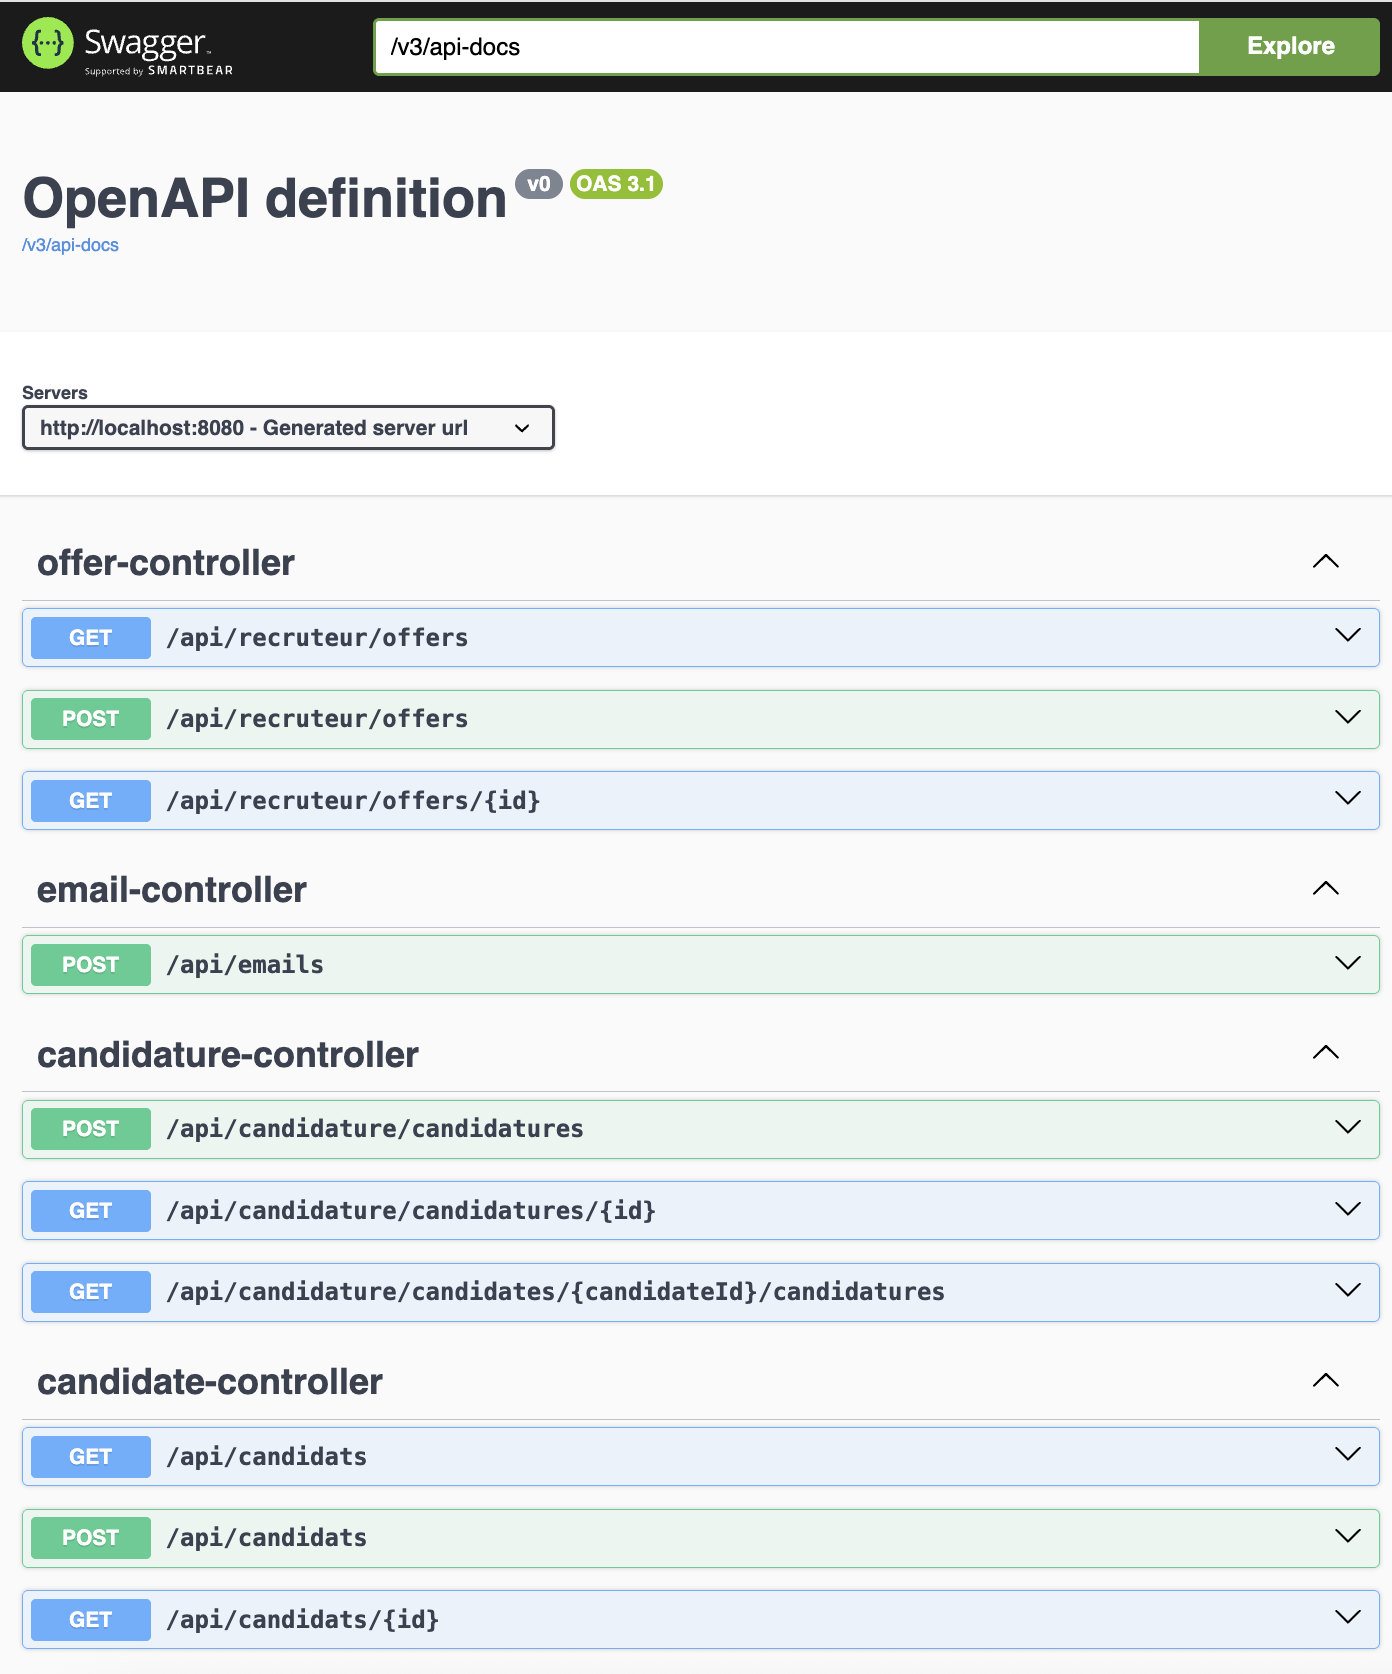 Swagger
Supported by SMARTBEAR
/v3/api-docs
Explore
OpenAPI definition v0 OAS 3.1
/v3/api-docs
Servers
http://localhost:8080 - Generated server url
offer-controller
GET /api/recruteur/offers
POST /api/recruteur/offers
GET /api/recruteur/offers/{id}
email-controller
POST /api/emails
candidature-controller
POST /api/candidature/candidatures
GET /api/candidature/candidatures/{id}
GET /api/candidature/candidates/{candidateId}/candidatures
candidate-controller
GET /api/candidats
POST /api/candidats
GET /api/candidats/{id}